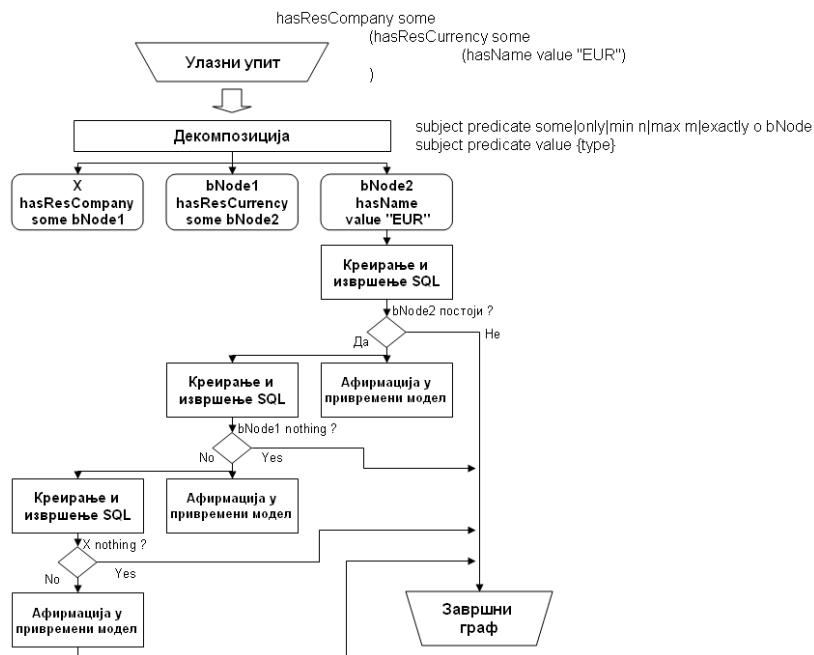 hasResCompany some
(hasResCurrency some
(hasName value "EUR")
)
Улазни упит
Декомпозиција
subject predicate some|only|min n|max m|exactly o bNode
subject predicate value {type}
X
hasResCompany
some bNode1
bNode1
hasResCurrency
some bNode2
bNode2
hasName
value "EUR"
Креирање и
извршење SQL
bNode2 постоји ?
Да
Не
Креирање и
извршење SQL
Афирмација у
привремени модел
bNode1 nothing ?
No
Yes
Креирање и
извршење SQL
Афирмација у
привремени модел
X nothing ?
No
Yes
Афирмација у
привремени модел
Завршни
граф